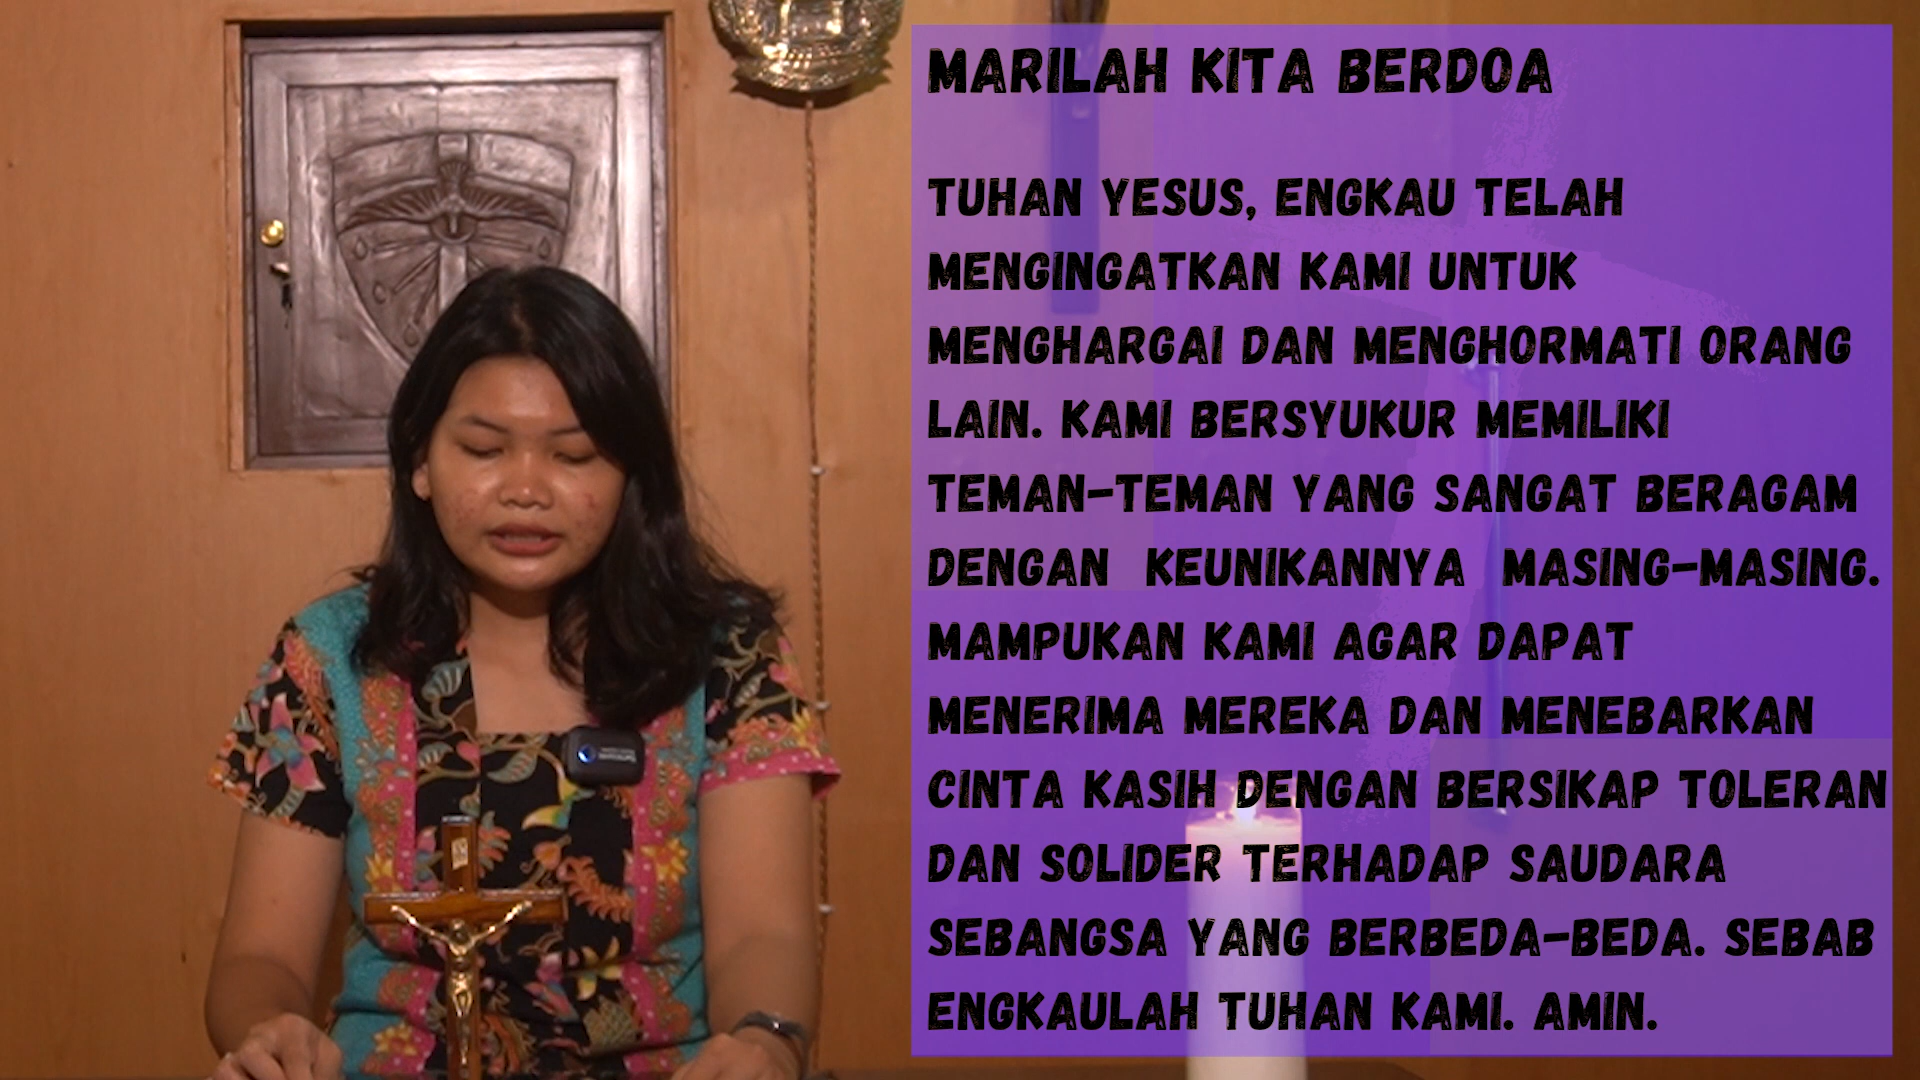 MARILAH KITA BERDOA
TUHAN YESUS, ENGKAU TELAH
MENGINGATKAN KAMI UNTUK
MENGHARGAI DAN MENGHORMATI ORANG
LAIN. KAMI BERSYUKUR MEMILIKI
TEMAN-TEMAN YANG SANGAT BERAGAM
DENGAN KEUNIKANNYA MASING-MASING.
MAMPUKAN KAMI AGAR DAPAT
MENERIMA MEREKA DAN MENEBARKAN
CINTA KASIH DENGAN BERSIKAP TOLERAN
DAN SOLIDER TERHADAP SAUDARA
SEBANGSA YANG BERBEDA-BEDA. SEBAB
ENGKAULAH TUHAN KAMI. AMIN.